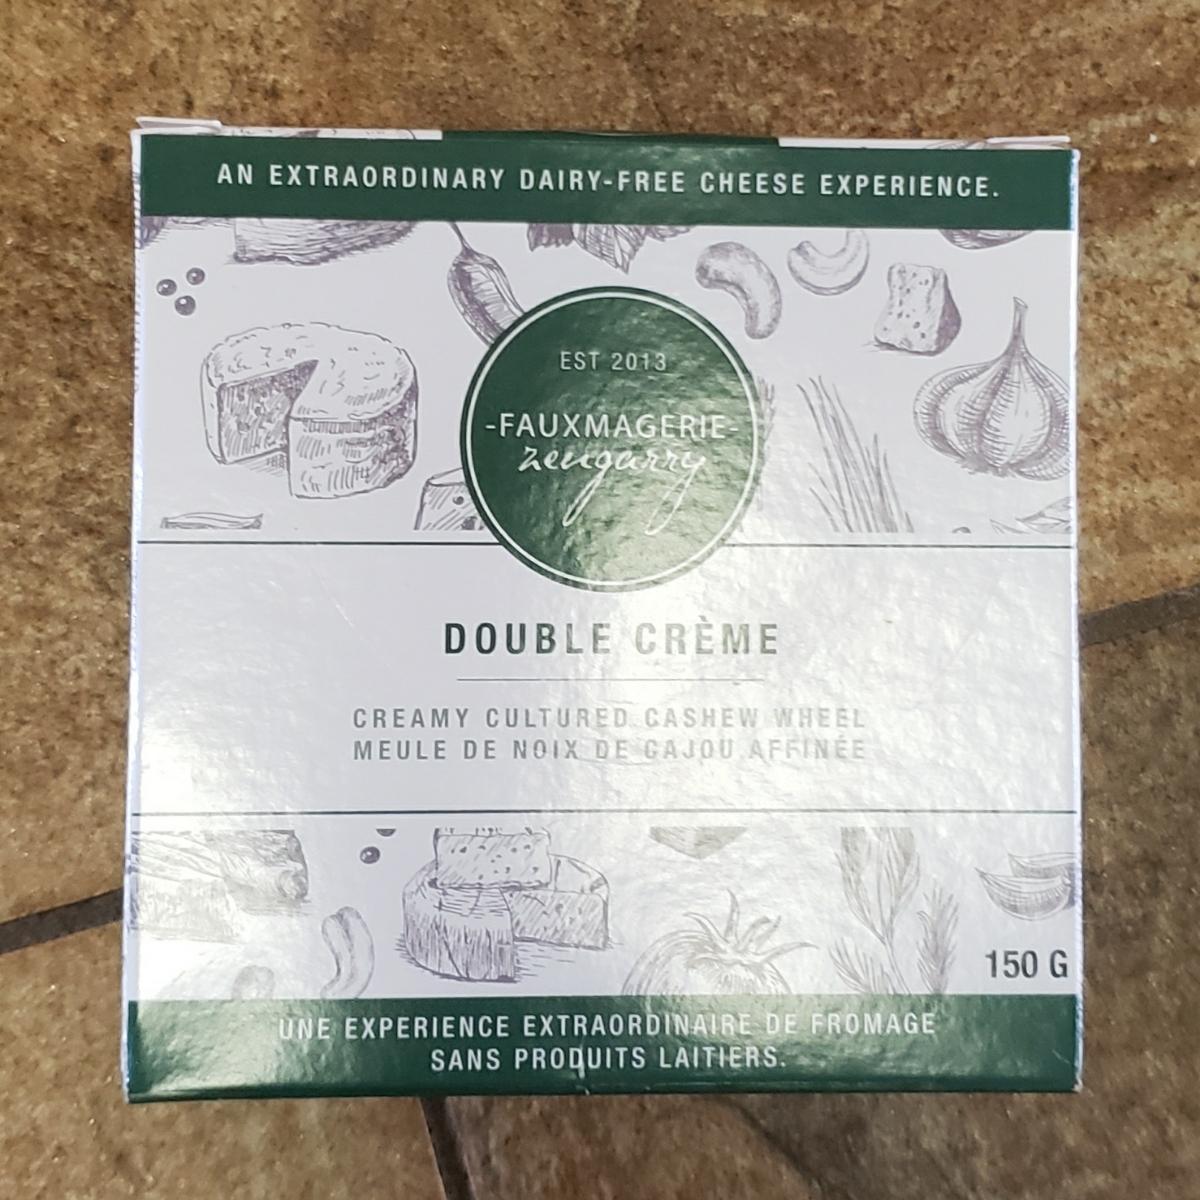 AN EXTRAORDINARY DAIRY-FREE CHEESE EXPERIENCE.
EST 2013
-FAUXMAGERIE-
zengarry
DOUBLE CRÈME
CREAMY CULTURED CASHEW WHEEL
MEULE DE NOIX DE CAJOU AFFINÉE
150 G
UNE EXPERIENCE EXTRAORDINAIRE DE FROMAGE
SANS PRODUITS LAITIERS.